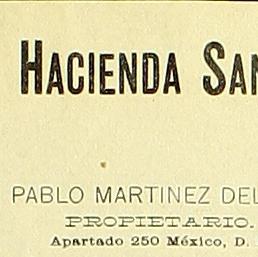 HACIENDA SAN
PABLO MARTINEZ DEL
PROPIETARIO.
Apartado 250 México, D.